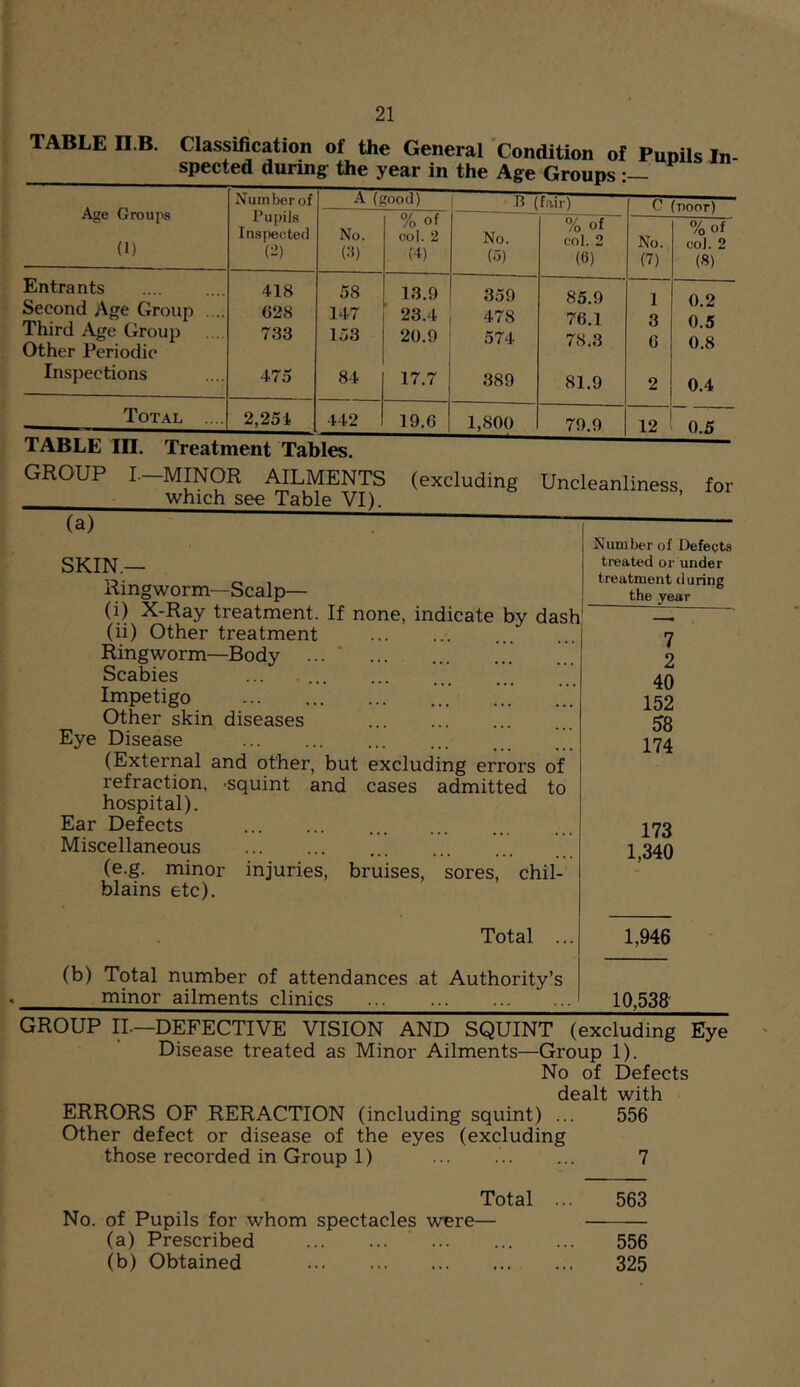 21
TABLE II.B. Classification of the General Condition of Pupils In-
spected during the year in the Age Groups :—
Age Groups (1) | Number of Pupils Inspected (2) | A (good) No. (3) | % of col. 2 (4) | B (fair) No. (5) | % of col. 2 (6) | C (poor) No. (7) | % of col. 2 (8)
Entrants .... .... 418 58 13.9 359 85.9 1 0.2
Second Age Group .... 628 147 23.4 478 76.1 3 0.5
Third Age Group .... 733 153 20.9 574 78.3 6 0.8
Other Periodic
Inspections .... 475 84 17.7 389 81.9 2 0.4
TOTAL .... 2,254 442 19.6 1,800 79.9 12 0.5
TABLE III. Treatment Tables.
GROUP I.—MINOR AILMENTS (excluding Uncleanliness, for
which see Table VI).
(a)
Number of Defects
treated or under
treatment during
the year
SKIN.—
Ringworm—Scalp—
(i) X-Ray treatment. If none, indicate by dash —
(ii) Other treatment ... ... ... ... 7
Ringworm—Body ... ... ... ... ... 2
Scabies ... ... ... ... ... ... 40
Impetigo ... ... ... ... ... ... 152
Other skin diseases ... ... ... ... 58
Eye Disease ... ... ... ... ... ... 174
(External and other, but excluding errors of
refraction, squint and cases admitted to
hospital).
Ear Defects ... ... ... ... ... ... 173
Miscellaneous ... ... ... ... ... ... 1,340
(e.g. minor injuries, bruises, sores, chil-
blains etc).
Total ... 1,946
(b) Total number of attendances at Authority's
minor ailments clinics ... ... ... ... 10,538
GROUP II.—DEFECTIVE VISION AND SQUINT (excluding Eye
Disease treated as Minor Ailments—Group 1).
No of Defects
dealt with
ERRORS OF RERACTION (including squint) ... 556
Other defect or disease of the eyes (excluding
those recorded in Group 1) ... ... ... 7
Total ... 563
No. of Pupils for whom spectacles were—
(a) Prescribed ... ... ... ... ... 556
(b) Obtained ... ... ... ... ... 325